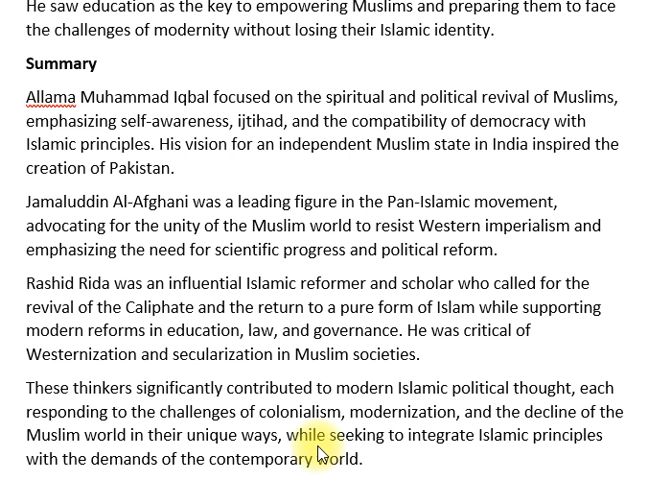 He saw education as the key to empowering Muslims and preparing them to face
the challenges of modernity without losing their Islamic identity.
Summary
Allama Muhammad Iqbal focused on the spiritual and political revival of Muslims,
emphasizing self-awareness, ijtihad, and the compatibility of democracy with
Islamic principles. His vision for an independent Muslim state in India inspired the
creation of Pakistan.
Jamaluddin Al-Afghani was a leading figure in the Pan-Islamic movement,
advocating for the unity of the Muslim world to resist Western imperialism and
emphasizing the need for scientific progress and political reform.
Rashid Rida was an influential Islamic reformer and scholar who called for the
revival of the Caliphate and the return to a pure form of Islam while supporting
modern reforms in education, law, and governance. He was critical of
Westernization and secularization in Muslim societies.
These thinkers significantly contributed to modern Islamic political thought, each
responding to the challenges of colonialism, modernization, and the decline of the
Muslim world in their unique ways, while seeking to integrate Islamic principles
with the demands of the contemporary world.